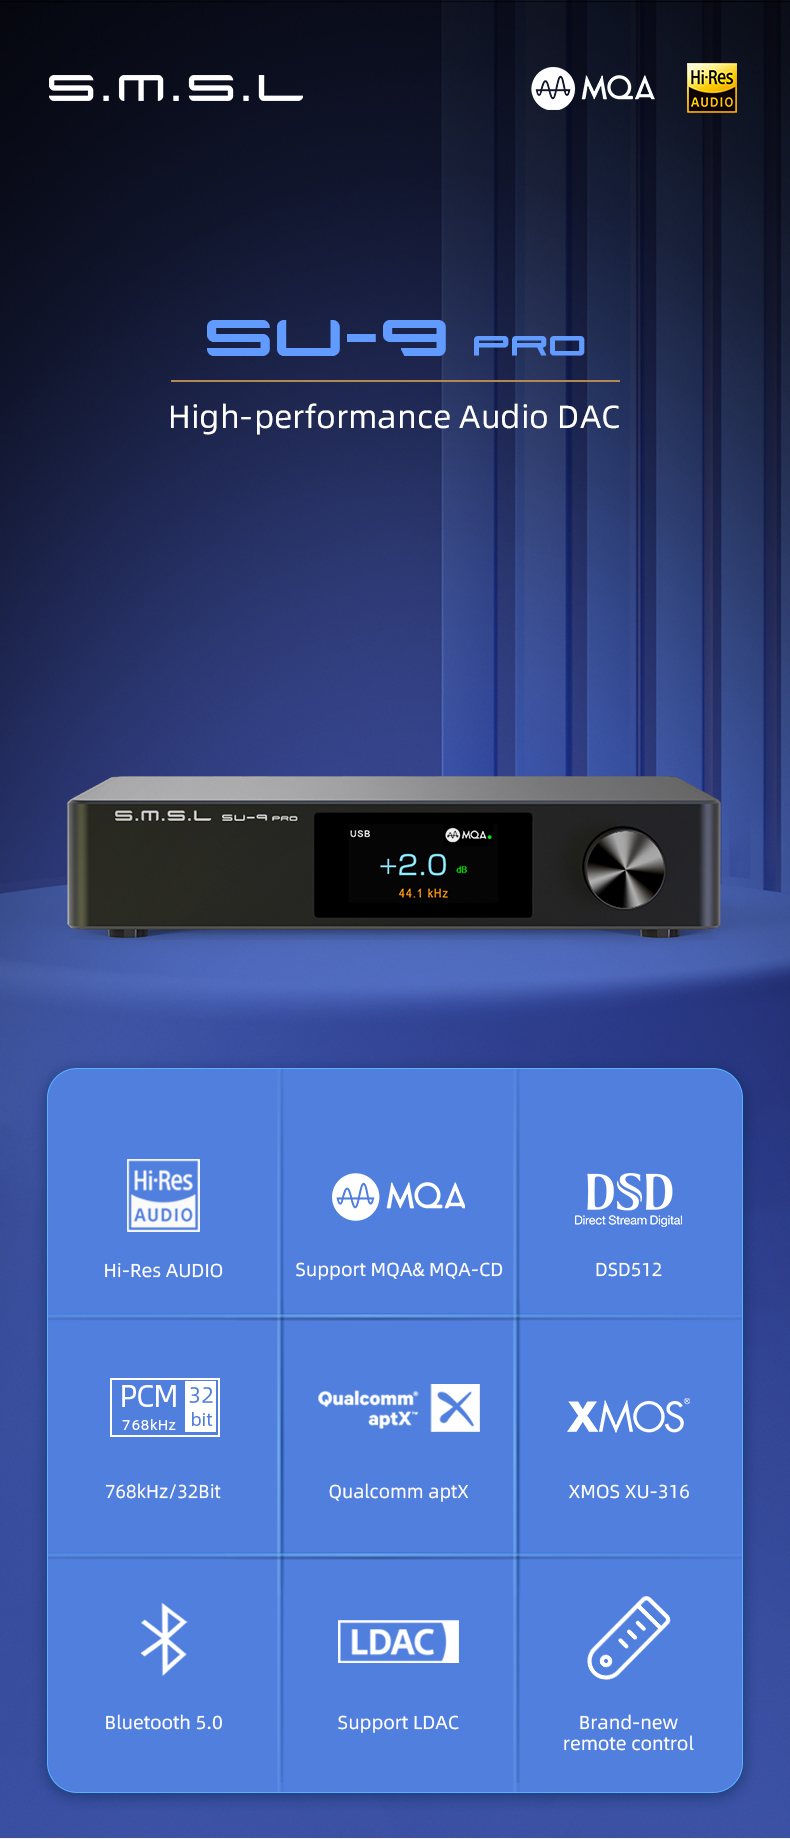 S.M.S.L
MQA
Hi-Res
AUDIO
SU-9 PRO
High-performance Audio DAC
S.M.S.L SU-9 PRO
USB
MQA
+2.0 dB
44.1 kHz
Hi-Res
AUDIO
Hi-Res AUDIO
MQA
Support MQA& MQA-CD
DSD
Direct Stream Digital
DSD512
PCM 32
768kHz bit
768kHz/32Bit
Qualcomm®
aptX™
Qualcomm aptX
XMOS®
XMOS XU-316
Bluetooth 5.0
LDAC
Support LDAC
Brand-new
remote control